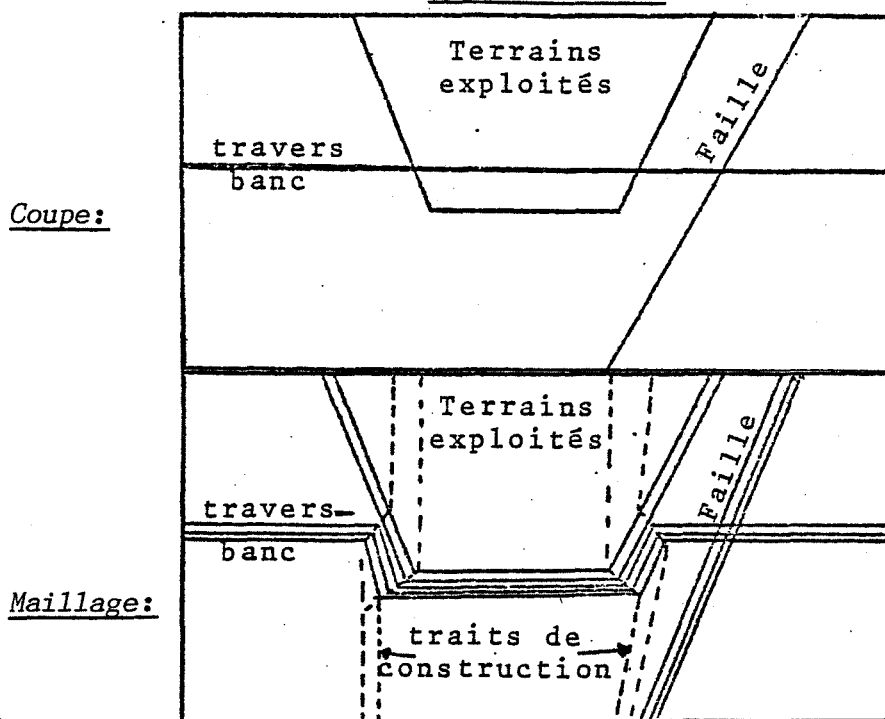 Terrains
exploités
Faille
travers
banc
Coupe:
Terrains
exploités
Faille
travers-
banc
Maillage:
traits de
construction